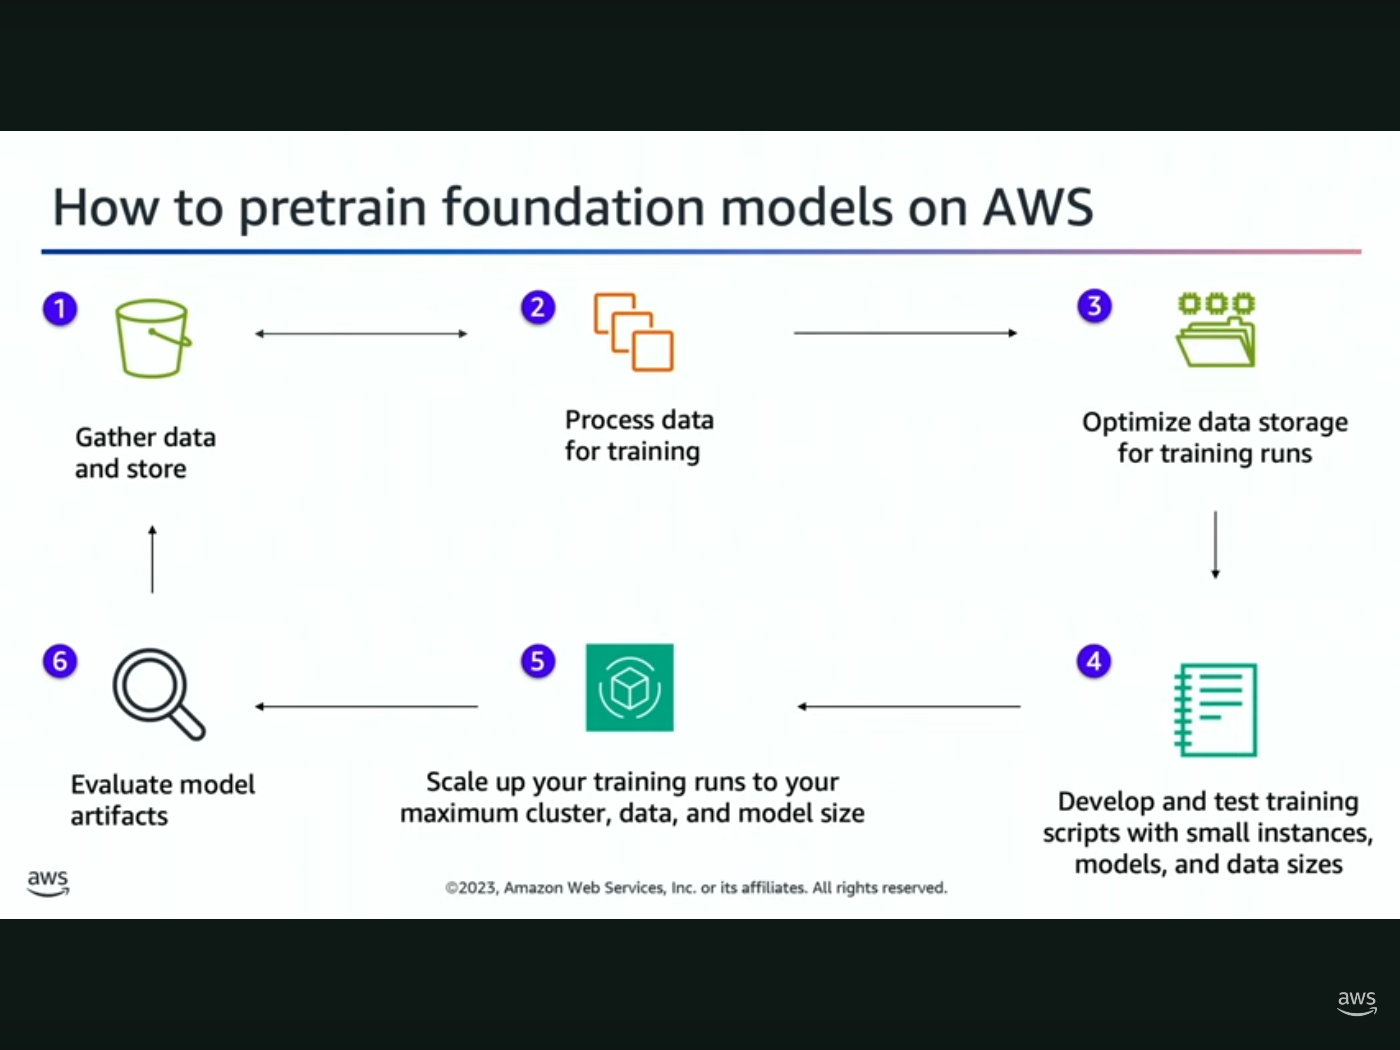 How to pretrain foundation models on AWS
1
Gather data
and store
2
Process data
for training
3
Optimize data storage
for training runs
4
Develop and test training
scripts with small instances,
models, and data sizes
5
Scale up your training runs to your
maximum cluster, data, and model size
6
Evaluate model
artifacts
aws
©2023, Amazon Web Services, Inc. or its affiliates. All rights reserved.
aws